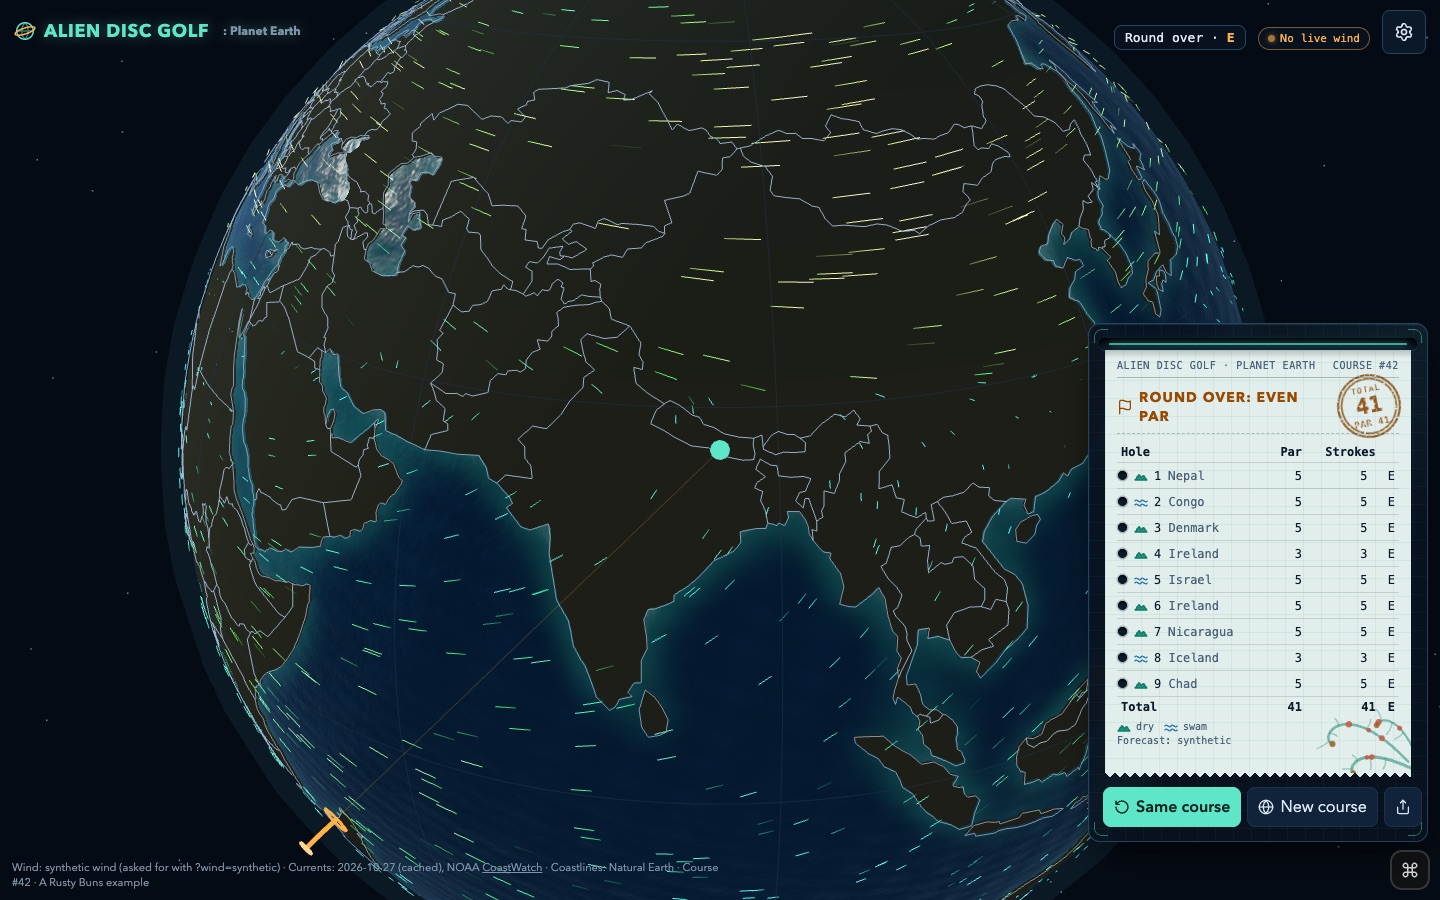 ALIEN DISC GOLF : Planet Earth
Round over · E
No live wind
ALIEN DISC GOLF · PLANET EARTH COURSE #42
ROUND OVER: EVEN
PAR
TOTAL
41
PAR 41
Hole Par Strokes
1 Nepal 5 5 E
2 Congo 5 5 E
3 Denmark 5 5 E
4 Ireland 3 3 E
5 Israel 5 5 E
6 Ireland 5 5 E
7 Nicaragua 5 5 E
8 Iceland 3 3 E
9 Chad 5 5 E
Total 41 41 E
dry swam
Forecast: synthetic
Same course New course
Wind: synthetic wind (asked for with ?wind=synthetic) · Currents: 2026-10-27 (cached), NOAA CoastWatch · Coastlines: Natural Earth · Course
#42 · A Rusty Buns example